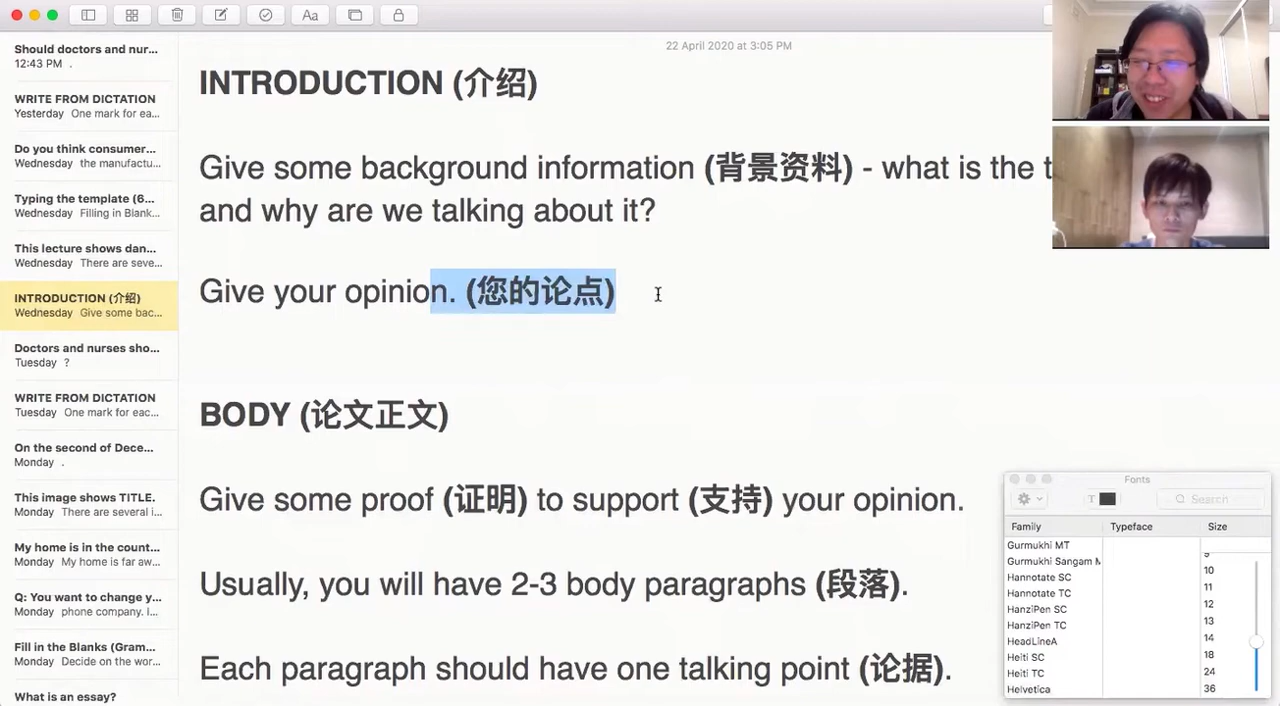 22 April 2020 at 3:05 PM
Should doctors and nur...
12:43 PM .
WRITE FROM DICTATION
Yesterday One mark for ea...
Do you think consumer...
Wednesday the manufactu...
Typing the template (6...
Wednesday Filling in Blank...
This lecture shows dan...
Wednesday There are seve...
INTRODUCTION (介绍)
Wednesday Give some bac...
Doctors and nurses sho...
Tuesday ?
WRITE FROM DICTATION
Tuesday One mark for eac...
On the second of Dece...
Monday .
This image shows TITLE.
Monday There are several i...
My home is in the count...
Monday My home is far aw...
Q: You want to change y...
Monday phone company. I...
Fill in the Blanks (Gram...
Monday Decide on the wor...
What is an essay?
INTRODUCTION (介绍)
Give some background information (背景资料) - what is the t
and why are we talking about it?
Give your opinion. (您的论点)
BODY (论文正文)
Give some proof (证明) to support (支持) your opinion.
Usually, you will have 2-3 body paragraphs (段落).
Each paragraph should have one talking point (论据).
Aa
Fonts
T
Search
Family Typeface Size
Gurmukhi MT
Gurmukhi Sangam M
Hannotate SC
Hannotate TC
HanziPen SC
HanziPen TC
HeadLineA
Heiti SC
Heiti TC
Helvetica
9
10
11
12
13
14
18
24
36